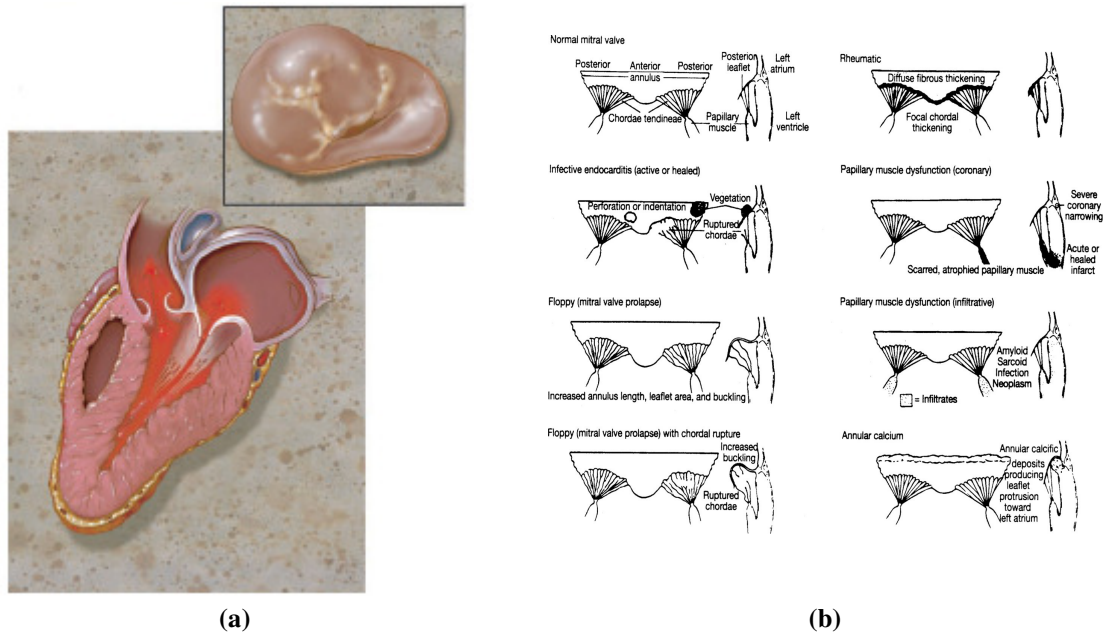 Normal mitral valve
Posterior
Anterior
annulus
Posterior
Chordae tendineae
Posterior
leaflet
Papillary
muscle
Left
atrium
Left
ventricle
Rheumatic
Diffuse fibrous thickening
Focal chordal
thickening
Infective endocarditis (active or healed)
Perforation or indentation
Vegetation
Ruptured
chordae
Papillary muscle dysfunction (coronary)
Scarred, atrophied papillary muscle
Severe
coronary
narrowing
Acute or
healed
infarct
Floppy (mitral valve prolapse)
Increased annulus length, leaflet area, and buckling
Papillary muscle dysfunction (infiltrative)
Amyloid
Sarcoid
Infection
Neoplasm
= Infiltrates
Floppy (mitral valve prolapse) with chordal rupture
Increased
buckling
Ruptured
chordae
Annular calcium
Annular calcific
deposits
producing
leaflet
protrusion
toward
left atrium
(a)
(b)